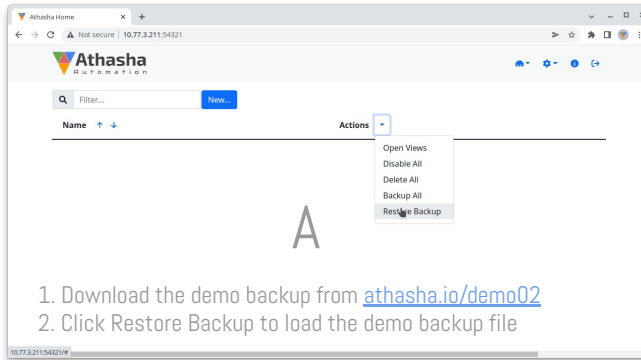 Athasha Home
Not secure | 10.77.3.211:54321
Athasha
Automation
Filter...
New...
Name
Actions
Open Views
Disable All
Delete All
Backup All
Restore Backup
A
1. Download the demo backup from athasha.io/demo02
2. Click Restore Backup to load the demo backup file
10.77.3.211:54321/#